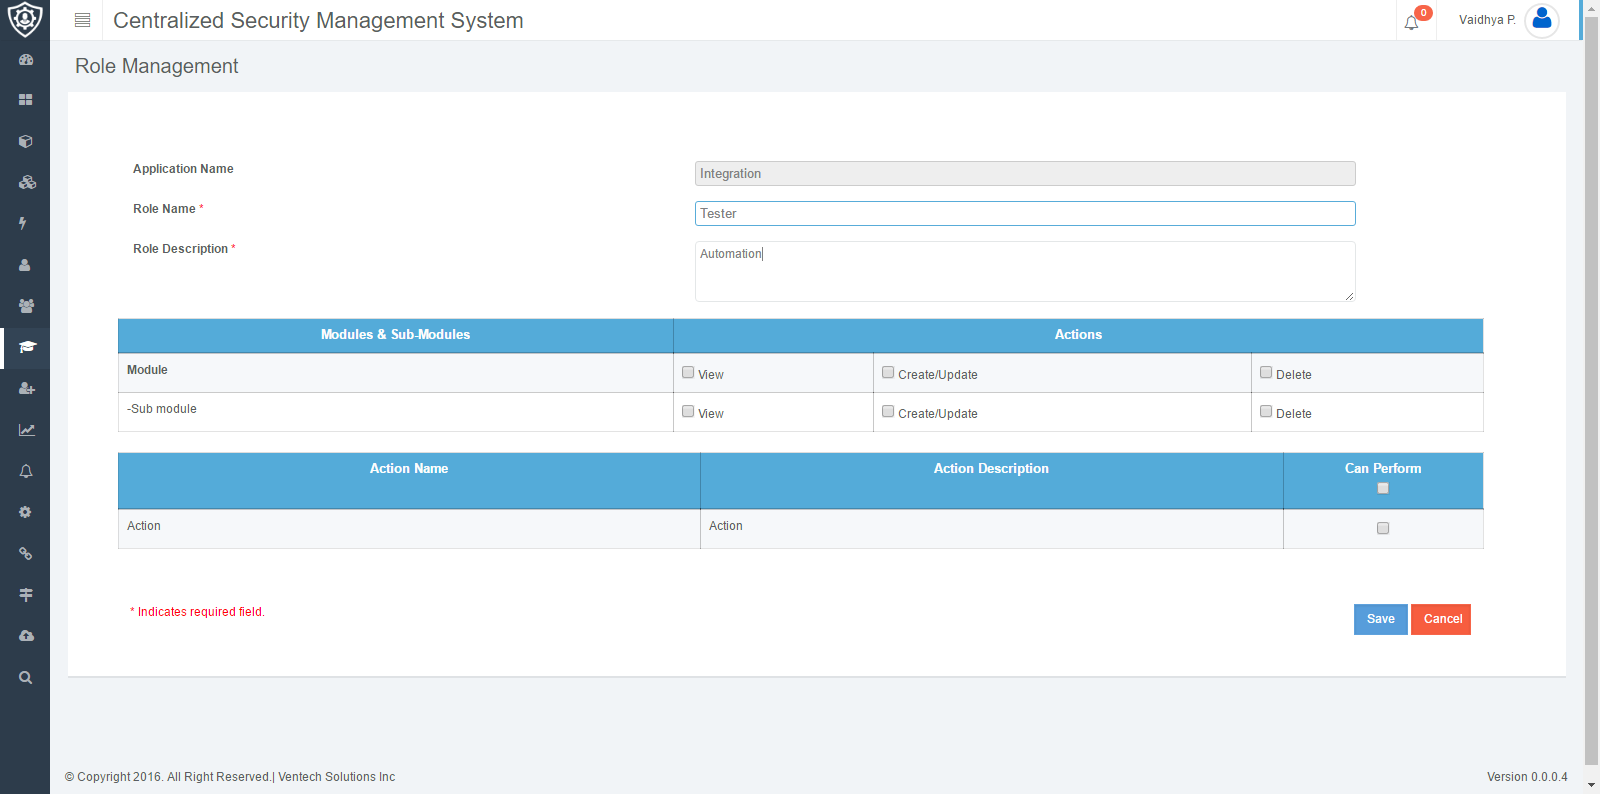 Centralized Security Management System
0
Vaidhya P.
Role Management
Application Name
Integration
Role Name *
Tester
Role Description *
Automation
Modules & Sub-Modules Actions
Module View Create/Update Delete
-Sub module View Create/Update Delete
Action Name Action Description Can Perform
Action Action
* Indicates required field.
Save Cancel
© Copyright 2016. All Right Reserved.| Ventech Solutions Inc
Version 0.0.0.4